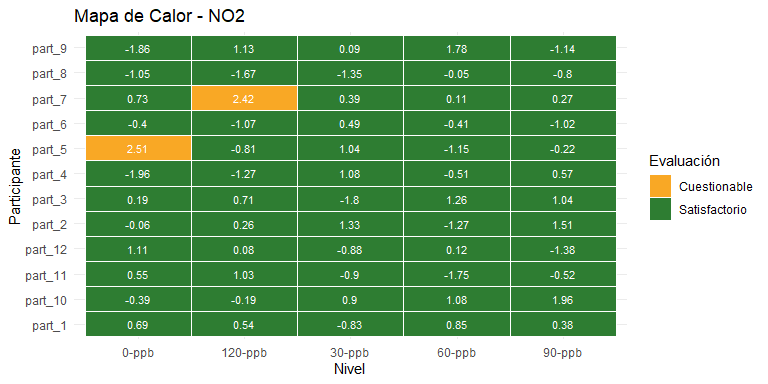 Mapa de Calor - NO2
part_9 -1.86 1.13 0.09 1.78 -1.14
part_8 -1.05 -1.67 -1.35 -0.05 -0.8
part_7 0.73 2.42 0.39 0.11 0.27
part_6 -0.4 -1.07 0.49 -0.41 -1.02
part_5 2.51 -0.81 1.04 -1.15 -0.22
part_4 -1.96 -1.27 1.08 -0.51 0.57
part_3 0.19 0.71 -1.8 1.26 1.04
part_2 -0.06 0.26 1.33 -1.27 1.51
part_12 1.11 0.08 -0.88 0.12 -1.38
part_11 0.55 1.03 -0.9 -1.75 -0.52
part_10 -0.39 -0.19 0.9 1.08 1.96
part_1 0.69 0.54 -0.83 0.85 0.38
0-ppb 120-ppb 30-ppb 60-ppb 90-ppb
Nivel
Participante
Evaluación
Cuestionable
Satisfactorio